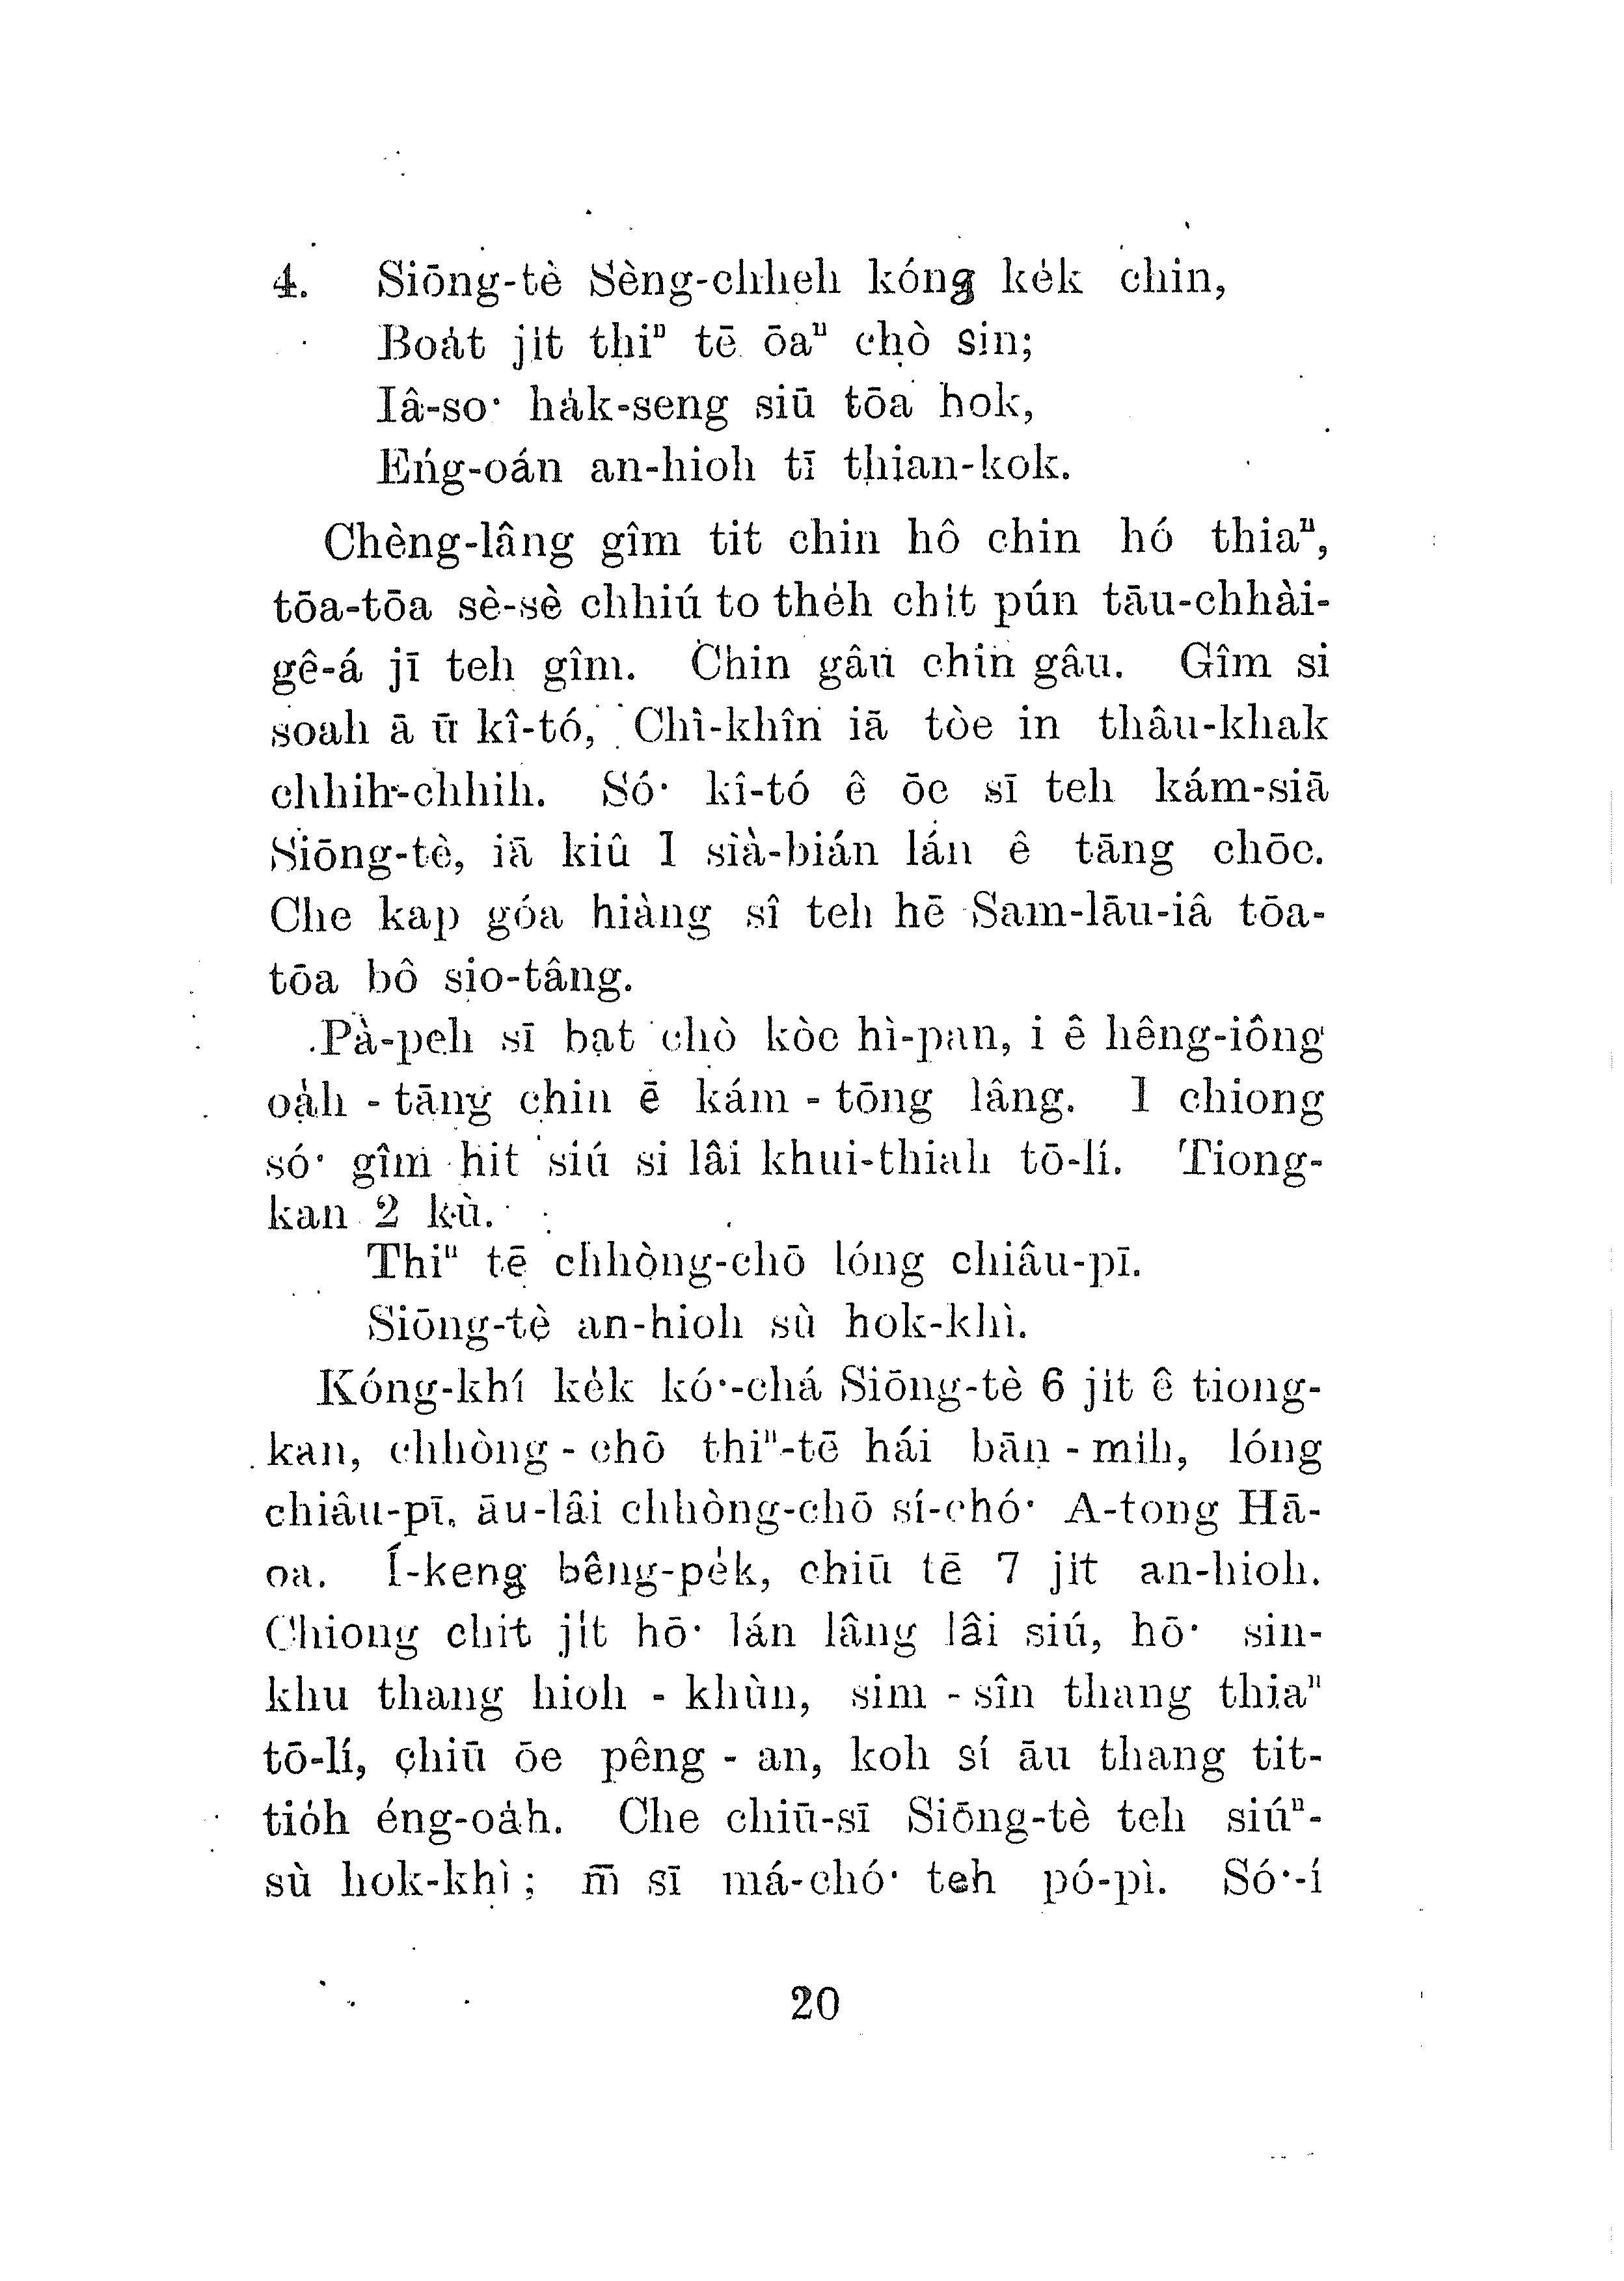 4. Siōng-tè Sèng-chheh kóng ke̍k chin,
Boa̍t ji̍t thiⁿ tē ōaⁿ chò sin;
Iâ-so͘ ha̍k-seng siū tōa hok,
Eńg-oán an-hioh tī thian-kok.
Chèng-lâng gîm tit chin hô chin hó thiaⁿ,
tōa-tōa sè-sè chhiú to the̍h chi̍t pún tāu-chhài-
gê-á jī teh gîm. Chin gâu chin gâu. Gîm si
soah ā ū kî-tó, Chì-khîn iā tòe in thâu-khak
chhih-chhih. Só͘ kî-tó ê ōe sī teh kám-siā
Siōng-tè, iā kiû I sià-bián lán ê tāng chōe.
Che kap góa hiàng sî teh hē Sam-lāu-iâ tōa-
tōa bô sio-tâng.
Pà-peh sī bat chò kòe hì-pan, i ê hêng-iông
oa̍h-tāng chin ē kám-tōng lâng. I chiong
só͘ gîm hit siú si lâi khui-thiah tō-lí. Tiong-
kan 2 kù.
Thiⁿ tē chhòng-chō lóng chiâu-pī.
Siōng-tè an-hioh sù hok-khì.
Kóng-khí ke̍k kó͘-chá Siōng-tè 6 ji̍t ê tiong-
kan, chhòng-chō thiⁿ-tē hái bān-mih, lóng
chiâu-pī, āu-lâi chhòng-chō sí-chó͘ A-tong Hā-
oa. Í-keng bêng-pe̍k, chiū tē 7 ji̍t an-hioh.
Chiong chit ji̍t hō͘ lán lâng lâi siú, hō͘ sin-
khu thang hioh-khùn, sim-sîn thang thiaⁿ
tō-lí, chiū ōe pêng-an, koh sí āu thang tit-
tio̍h éng-oa̍h. Che chiū-sī Siōng-tè teh siúⁿ-
sù hok-khì; m̄ sī má-chó͘ teh pó-pì. Só͘-í
20